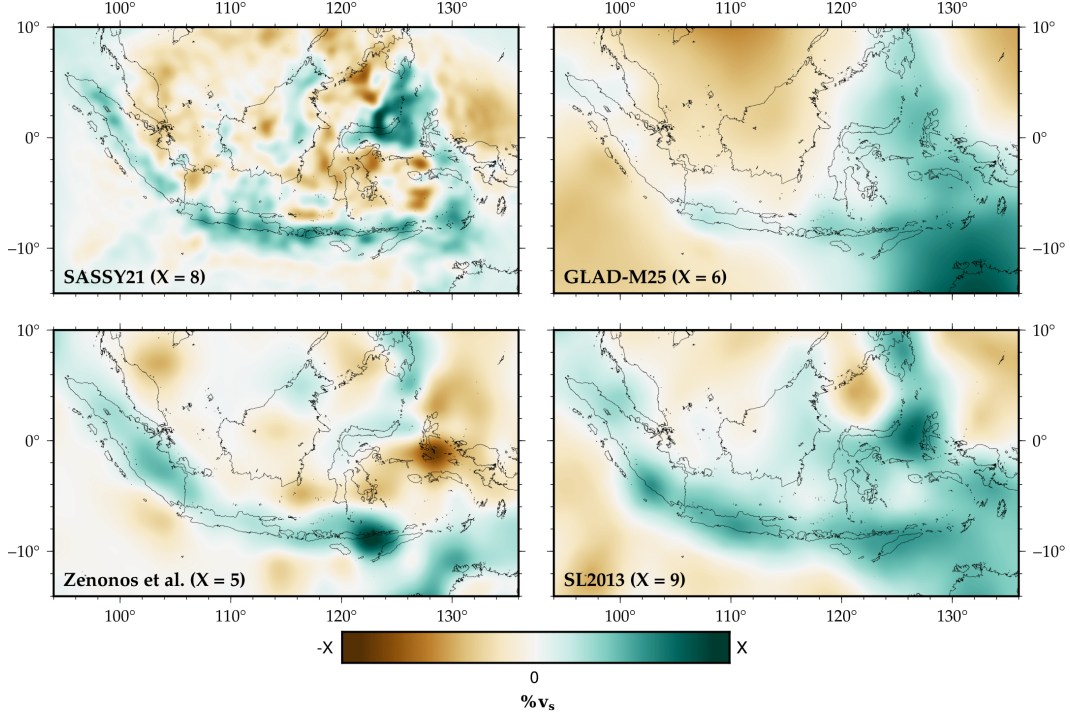 100° 110° 120° 130° 100° 110° 120° 130°
10° 10°
0° 0°
−10° −10°
SASSY21 (X = 8) GLAD-M25 (X = 6)
10° 10°
0° 0°
−10° −10°
Zenonos et al. (X = 5) SL2013 (X = 9)
100° 110° 120° 130° 100° 110° 120° 130°
-X X
0
%vs